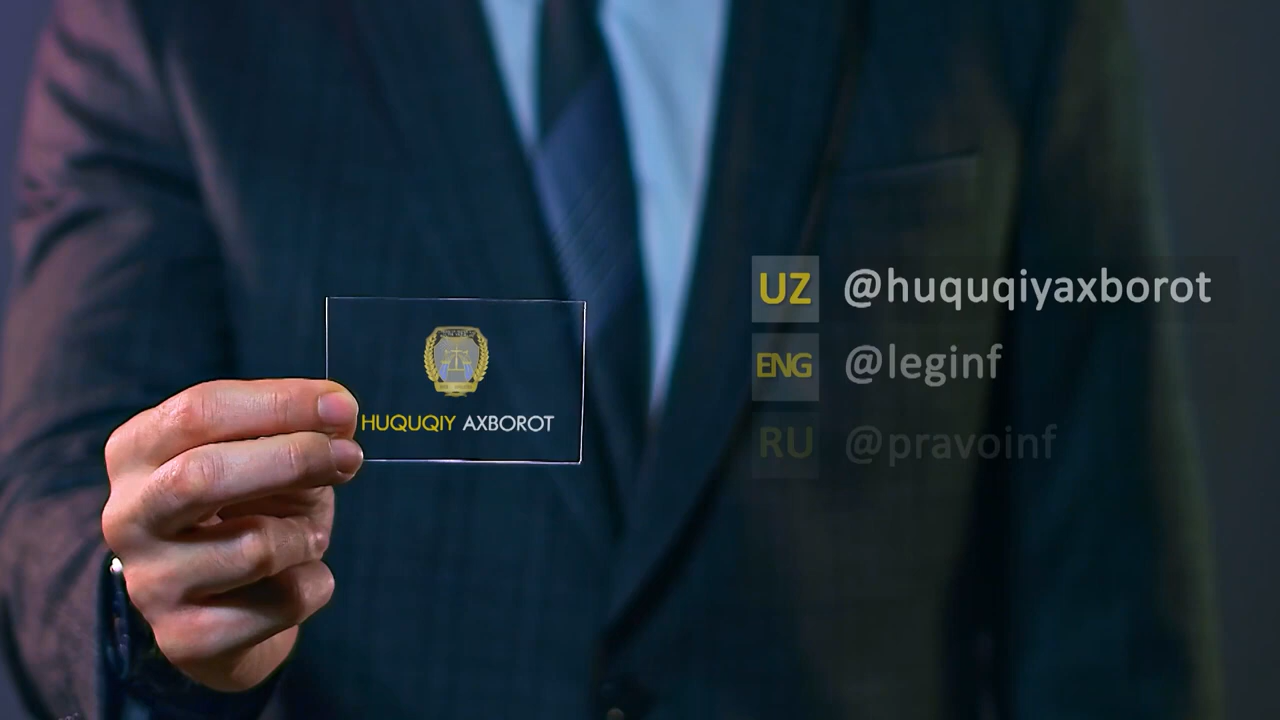 HUQUQIY AXBOROT
UZ @huquqiyaxborot
ENG @leginf
RU @pravoinf